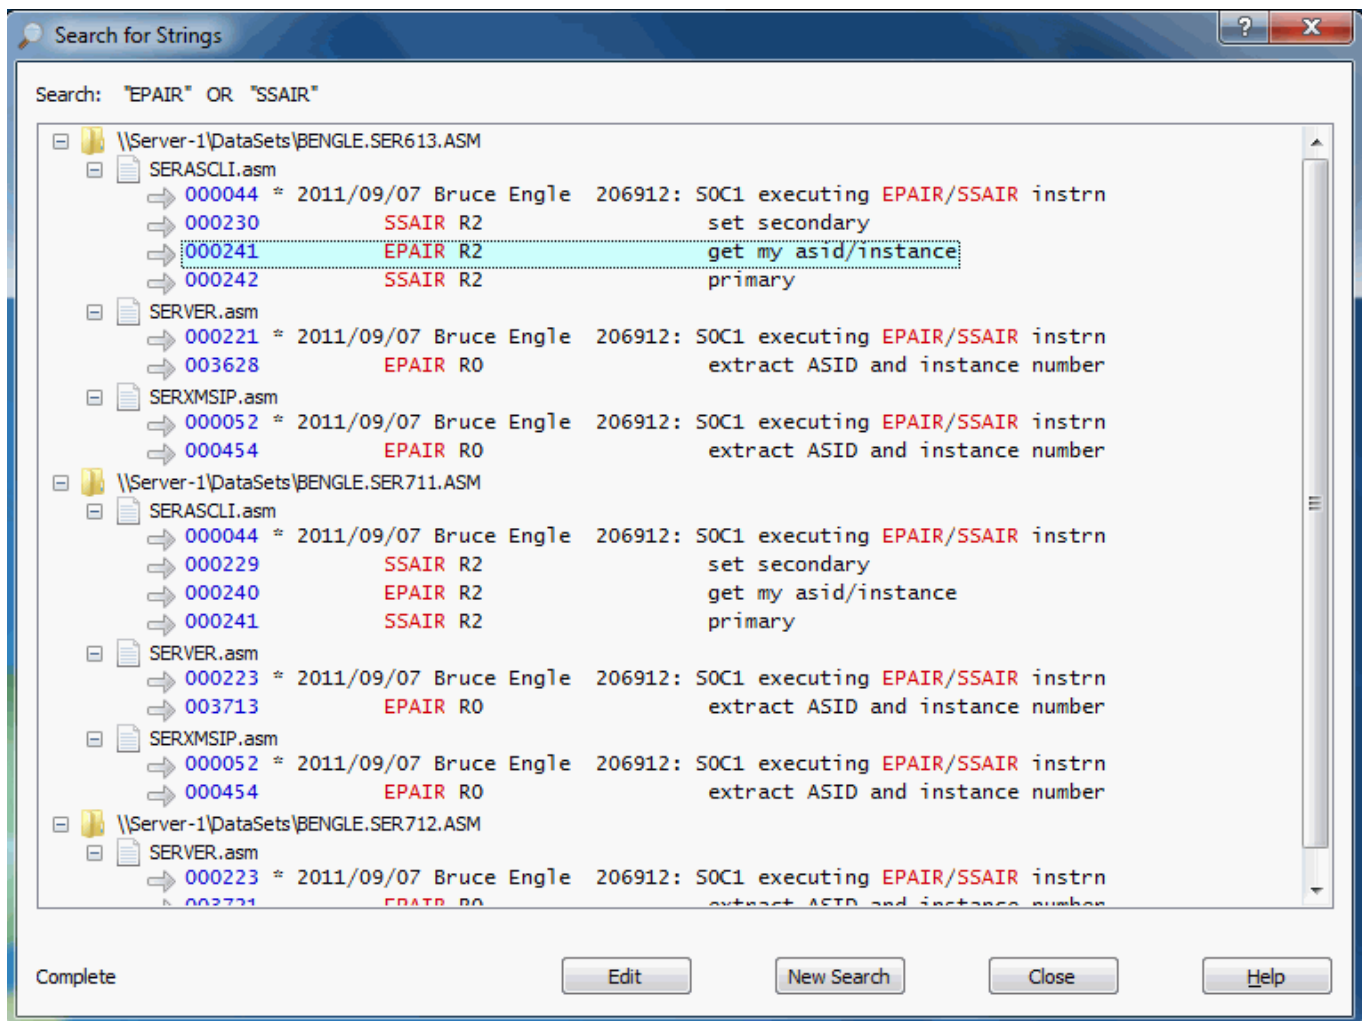 Search for Strings
?
X
Search: "EPAIR" OR "SSAIR"
\\Server-1\DataSets\BENGLE.SER613.ASM
SERASCLI.asm
000044 * 2011/09/07 Bruce Engle 206912: S0C1 executing EPAIR/SSAIR instrn
000230 SSAIR R2 set secondary
000241 EPAIR R2 get my asid/instance
000242 SSAIR R2 primary
SERVER.asm
000221 * 2011/09/07 Bruce Engle 206912: S0C1 executing EPAIR/SSAIR instrn
003628 EPAIR R0 extract ASID and instance number
SERXMSIP.asm
000052 * 2011/09/07 Bruce Engle 206912: S0C1 executing EPAIR/SSAIR instrn
000454 EPAIR R0 extract ASID and instance number
\\Server-1\DataSets\BENGLE.SER711.ASM
SERASCLI.asm
000044 * 2011/09/07 Bruce Engle 206912: S0C1 executing EPAIR/SSAIR instrn
000229 SSAIR R2 set secondary
000240 EPAIR R2 get my asid/instance
000241 SSAIR R2 primary
SERVER.asm
000223 * 2011/09/07 Bruce Engle 206912: S0C1 executing EPAIR/SSAIR instrn
003713 EPAIR R0 extract ASID and instance number
SERXMSIP.asm
000052 * 2011/09/07 Bruce Engle 206912: S0C1 executing EPAIR/SSAIR instrn
000454 EPAIR R0 extract ASID and instance number
\\Server-1\DataSets\BENGLE.SER712.ASM
SERVER.asm
000223 * 2011/09/07 Bruce Engle 206912: S0C1 executing EPAIR/SSAIR instrn
003721 EPAIR R0 extract ASID and instance number
Complete Edit New Search Close Help